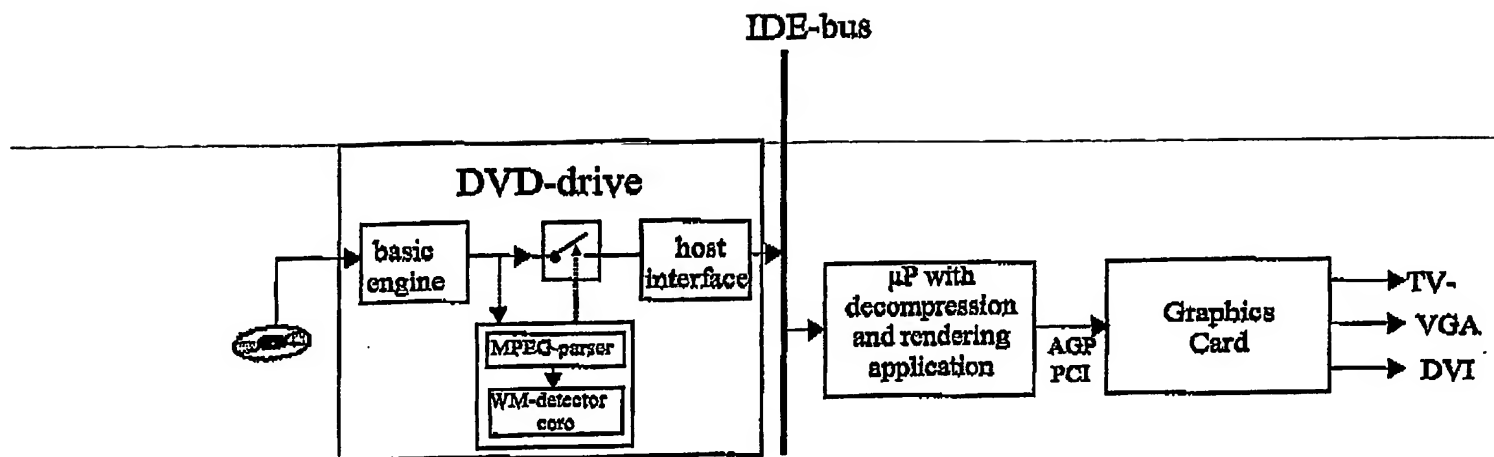 IDE-bus
DVD-drive
basic
engine
host
interface
MPEG-parser
WM-detector
core
µP with
decompression
and rendering
application
AGP
PCI
Graphics
Card
TV-
VGA
DVI